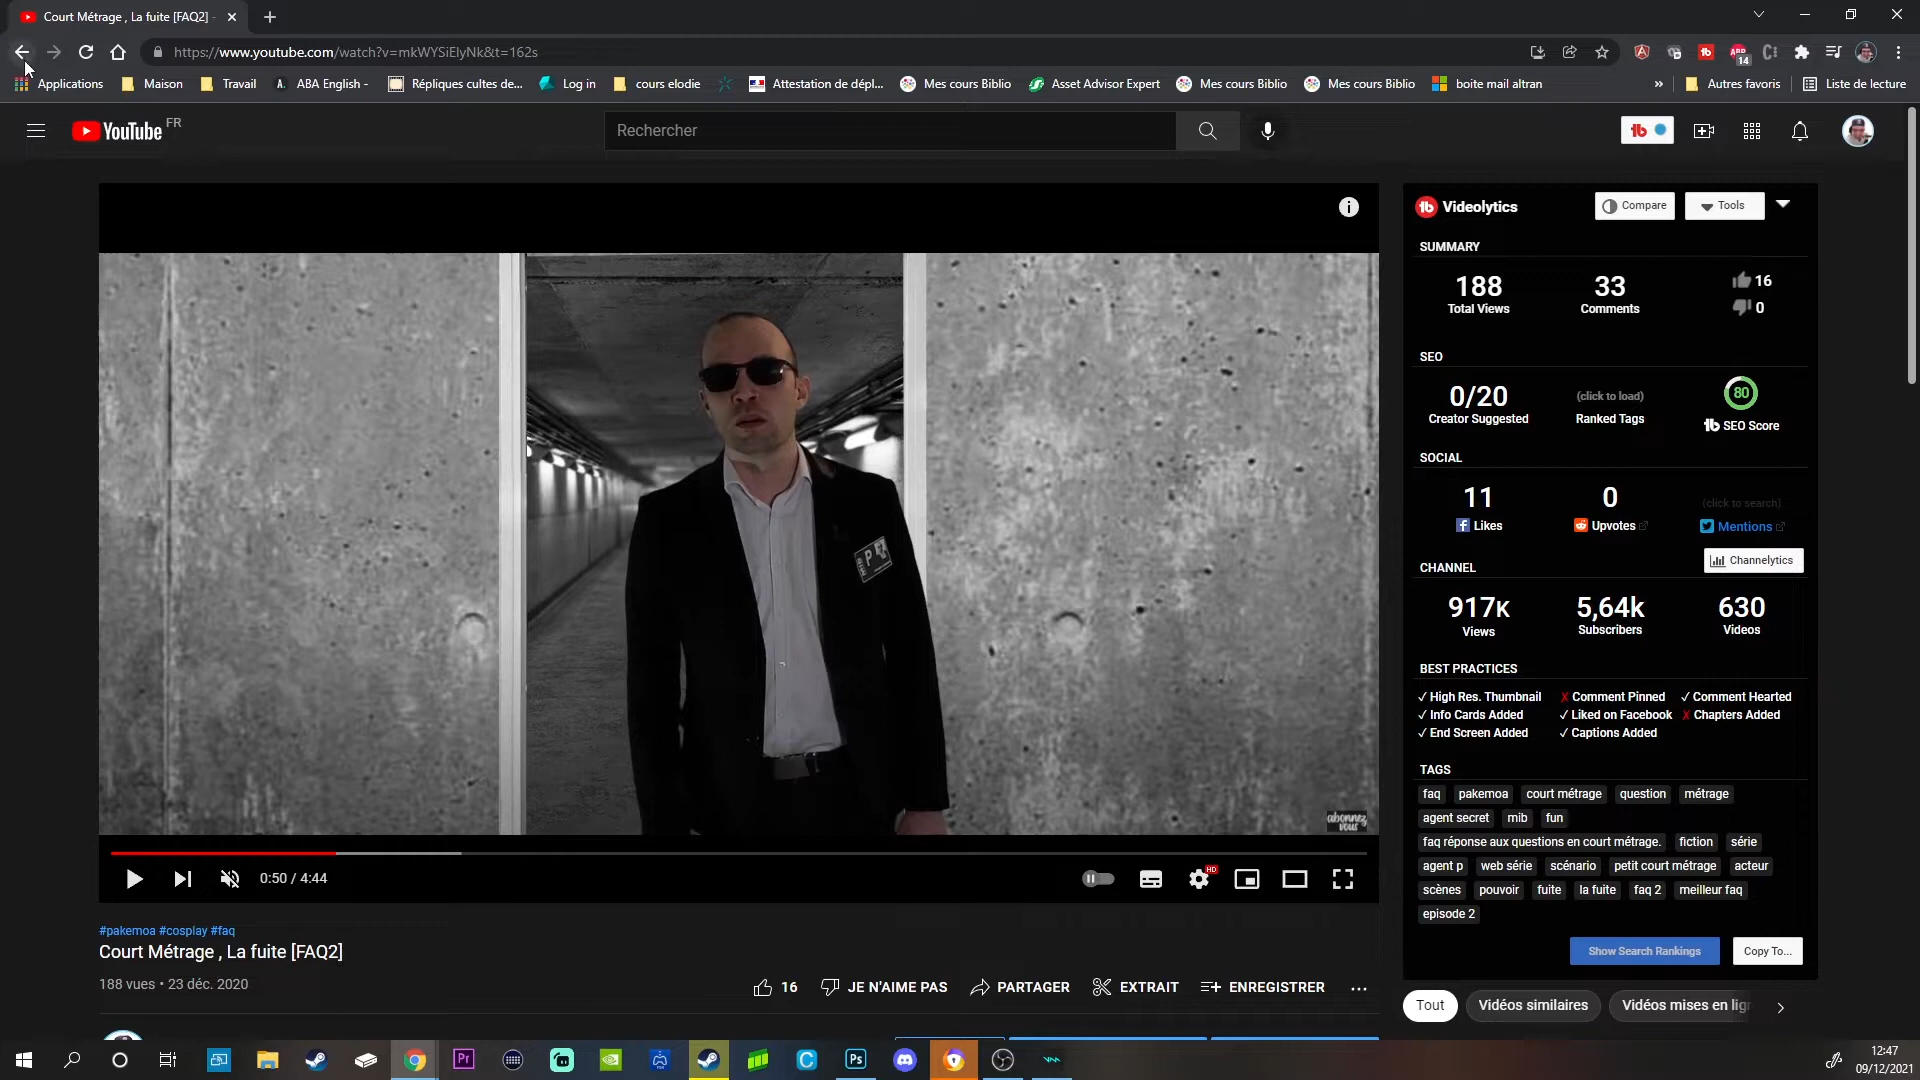 Court Métrage , La fuite [FAQ2] -
https://www.youtube.com/watch?v=mkWYSiElyNk&t=162s
14
Applications Maison Travail ABA English - Répliques cultes de... Log in cours elodie Attestation de dépl... Mes cours Biblio Asset Advisor Expert Mes cours Biblio Mes cours Biblio boite mail altran » Autres favoris Liste de lecture
YouTube FR
Rechercher
Videolytics Compare Tools
SUMMARY
188 33 16
Total Views Comments 0
SEO
0/20 (click to load) 80
Creator Suggested Ranked Tags SEO Score
SOCIAL
11 0 (click to search)
Likes Upvotes Mentions
CHANNEL Channelytics
917K 5,64k 630
Views Subscribers Videos
BEST PRACTICES
✓ High Res. Thumbnail ✗ Comment Pinned ✓ Comment Hearted
✓ Info Cards Added ✓ Liked on Facebook ✗ Chapters Added
✓ End Screen Added ✓ Captions Added
TAGS
faq pakemoa court métrage question métrage
agent secret mib fun
faq réponse aux questions en court métrage. fiction série
agent p web série scénario petit court métrage acteur
scènes pouvoir fuite la fuite faq 2 meilleur faq
episode 2
Show Search Rankings Copy To...
P
abonnez
vous
0:50 / 4:44
HD
#pakemoa #cosplay #faq
Court Métrage , La fuite [FAQ2]
188 vues • 23 déc. 2020
16 JE N'AIME PAS PARTAGER EXTRAIT ENREGISTRER ...
Tout Vidéos similaires Vidéos mises en lig
Pr Ps
12:47
09/12/2021